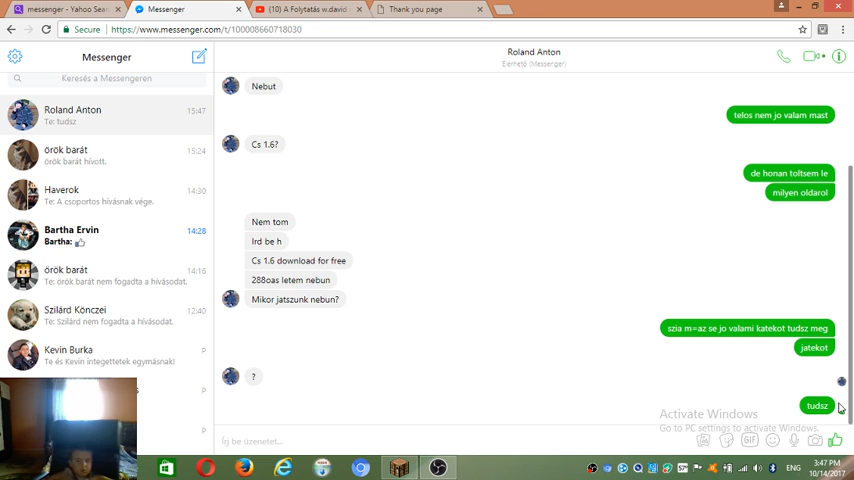 messenger - Yahoo Sear
Messenger
(10) A Folytatás w.david -
Thank you page
Secure
https://www.messenger.com/t/100008660718030
Messenger
Roland Anton
Elérhető (Messenger)
Keresés a Messengeren
Roland Anton
15:47
Te: tudsz
örök barát
15:24
örök barát hívott.
Haverok
14:30
Te: A csoportos hívásnak vége.
Bartha Ervin
14:28
Bartha:
örök barát
14:16
Te: örök barát nem fogadta a hívásodat.
Szilárd Könczei
12:40
Te: Szilárd nem fogadta a hívásodat.
Kevin Burka
P
Te és Kevin integettetek egymásnak!
P
P
Nebut
telos nem jo valam mast
Cs 1.6?
de honan toltsem le
milyen oldarol
Nem tom
Ird be h
Cs 1.6 download for free
288oas letem nebun
Mikor jatszunk nebun?
szia m=az se jo valami katekot tudsz meg
jatekot
?
tudsz
Activate Windows
Go to PC settings to activate Windows.
Írj be üzenetet...
GIF
ENG
3:47 PM
10/14/2017